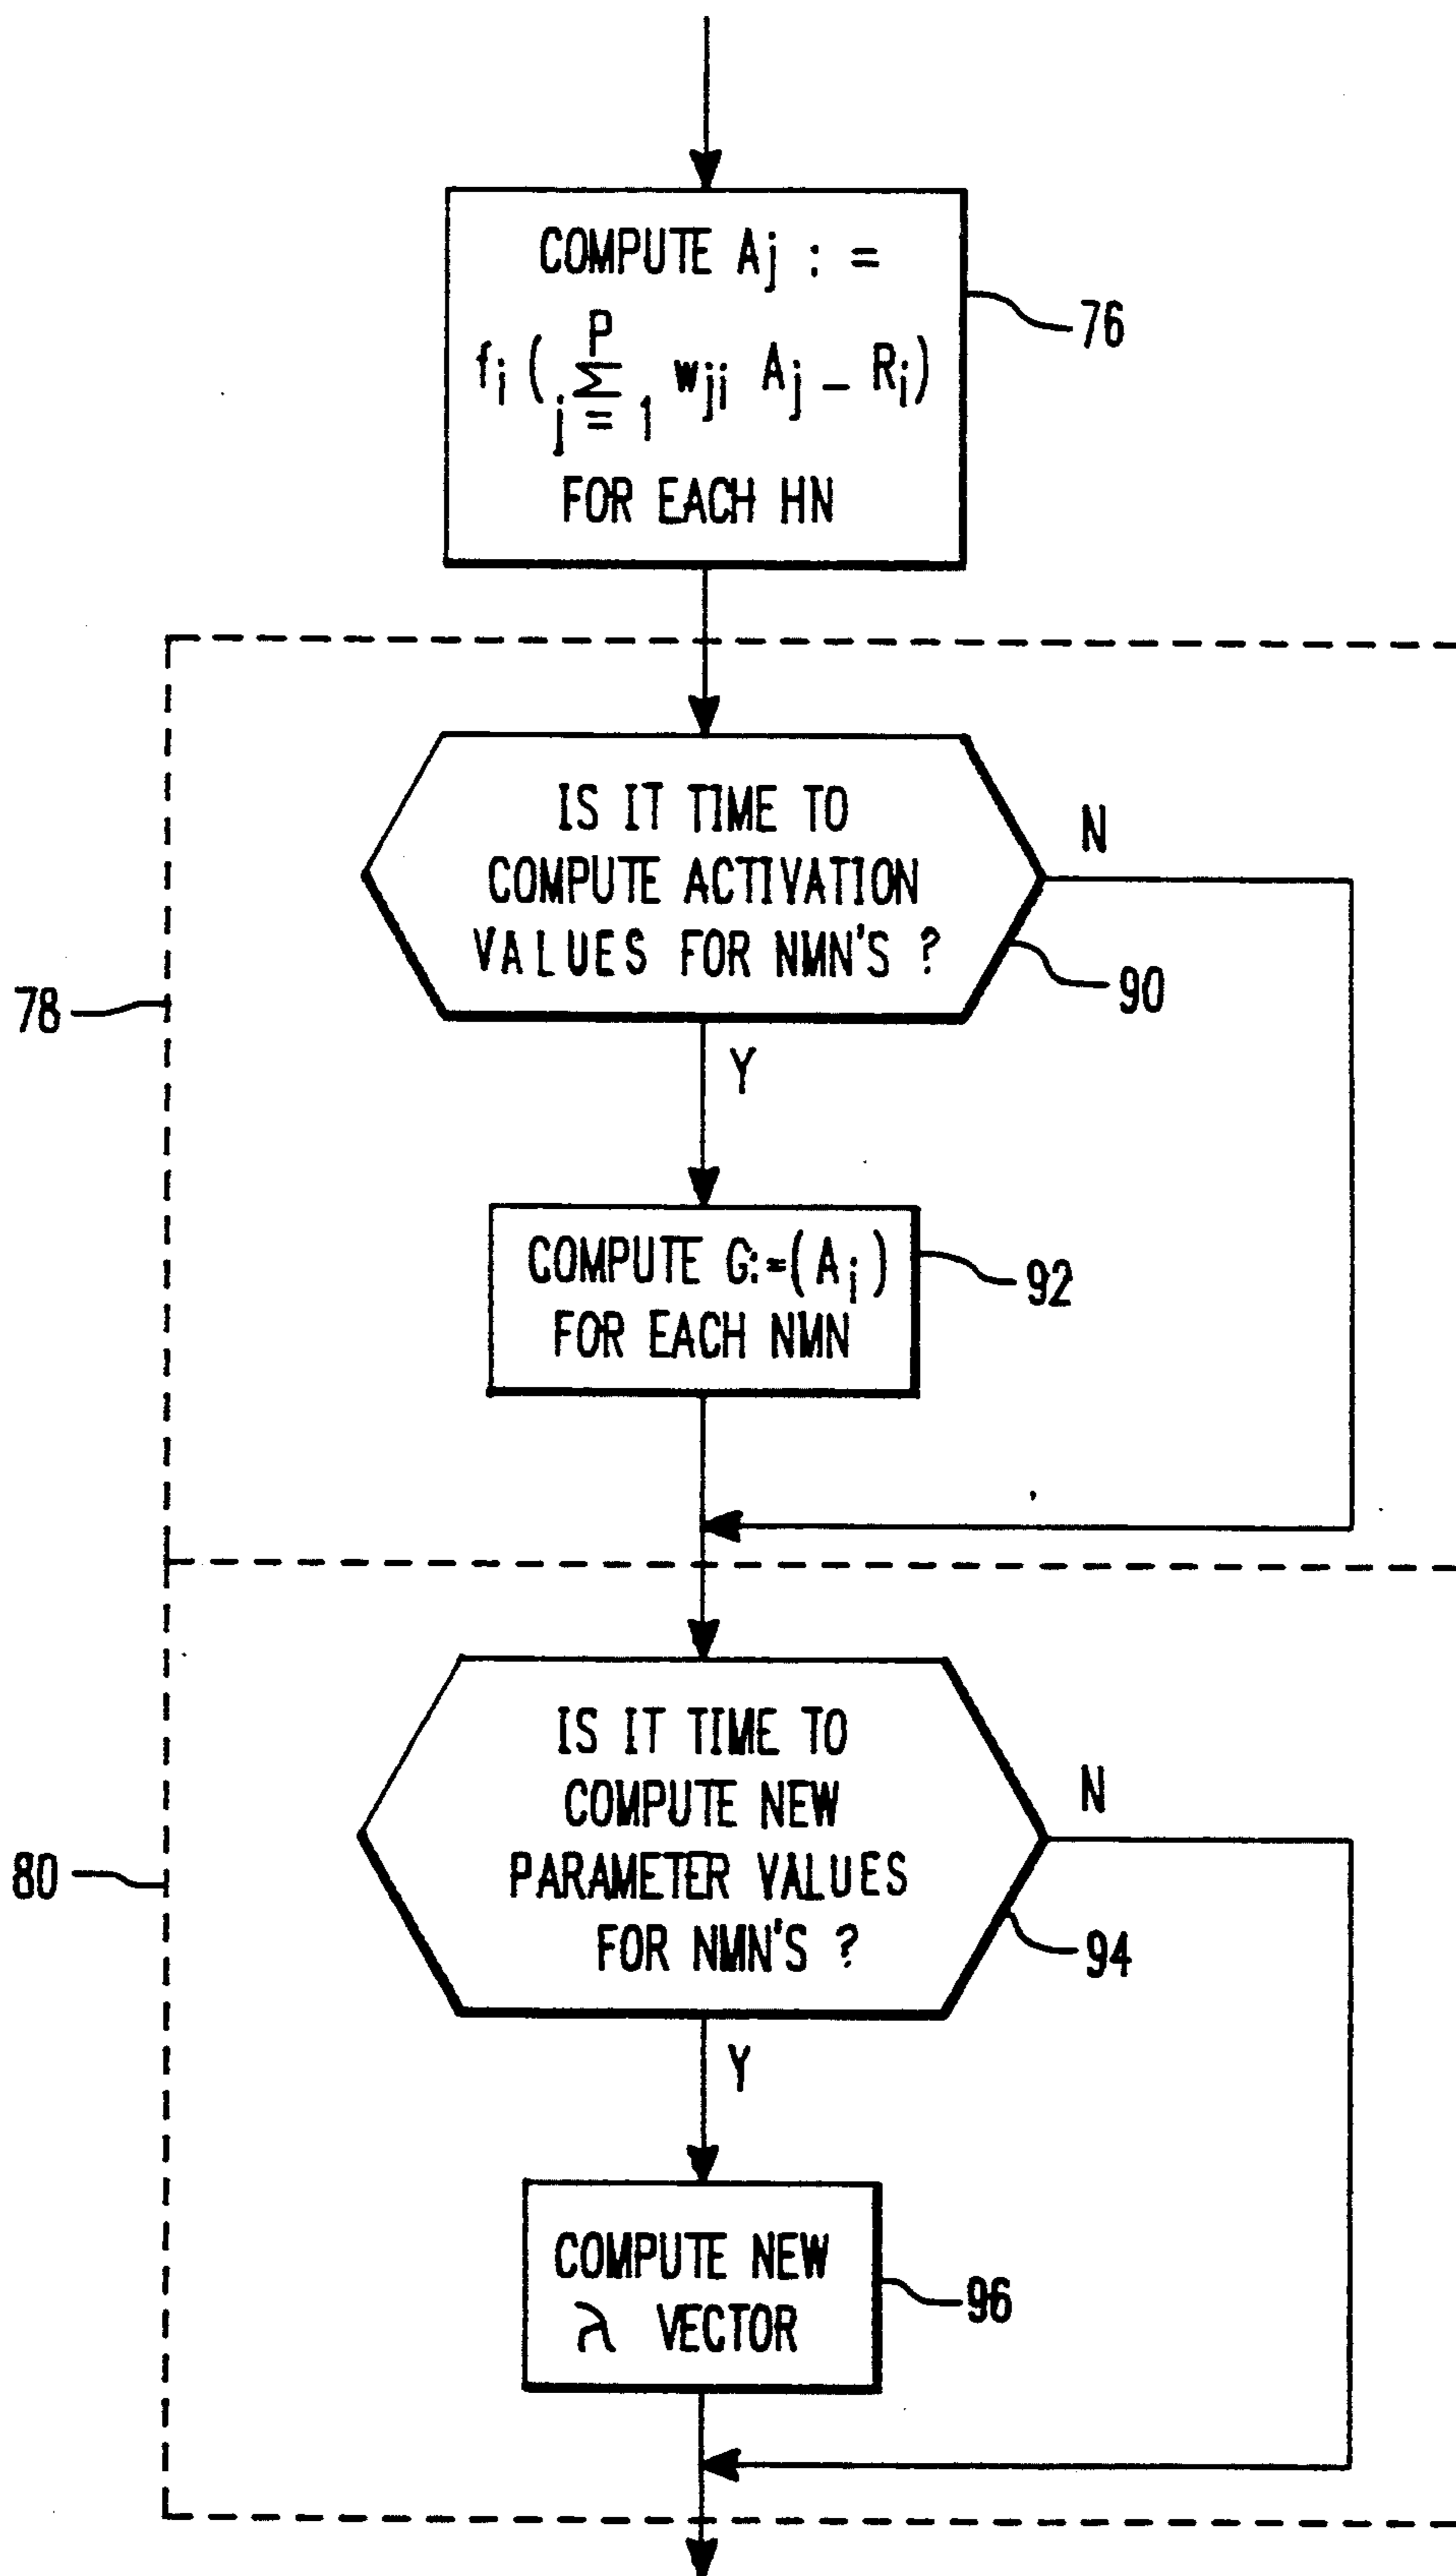 COMPUTE Aj : =
P
fi ( Σ wji Aj - Ri)
j = 1
FOR EACH HN
76
IS IT TIME TO
COMPUTE ACTIVATION
VALUES FOR NMN'S ?
N
90
78
Y
COMPUTE G:=(Ai)
FOR EACH NMN
92
IS IT TIME TO
COMPUTE NEW
PARAMETER VALUES
FOR NMN'S ?
N
94
80
Y
COMPUTE NEW
λ VECTOR
96